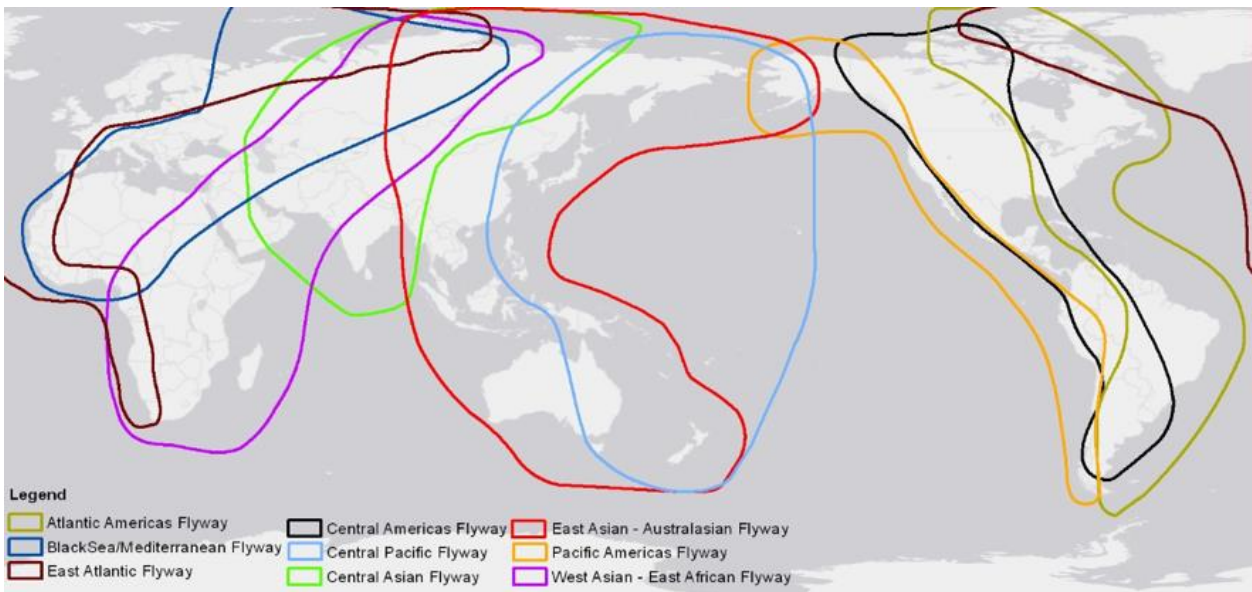 Legend
Atlantic Americas Flyway
BlackSea/Mediterranean Flyway
East Atlantic Flyway
Central Americas Flyway
Central Pacific Flyway
Central Asian Flyway
East Asian - Australasian Flyway
Pacific Americas Flyway
West Asian - East African Flyway